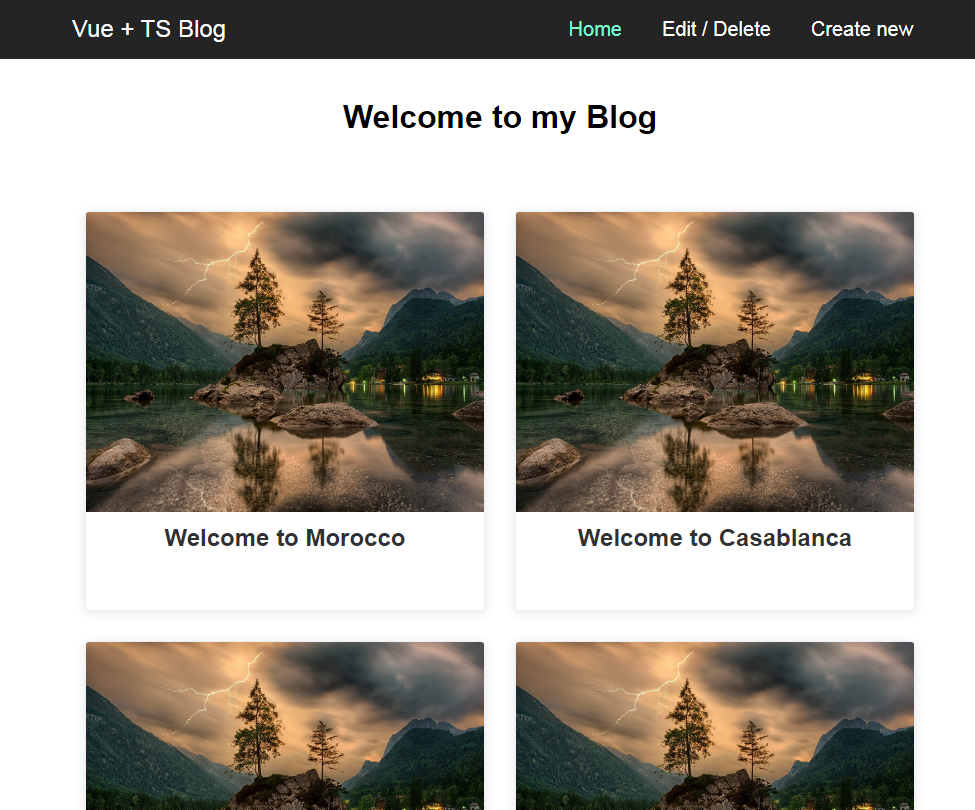 Vue + TS Blog
Home
Edit / Delete
Create new
Welcome to my Blog
Welcome to Morocco
Welcome to Casablanca